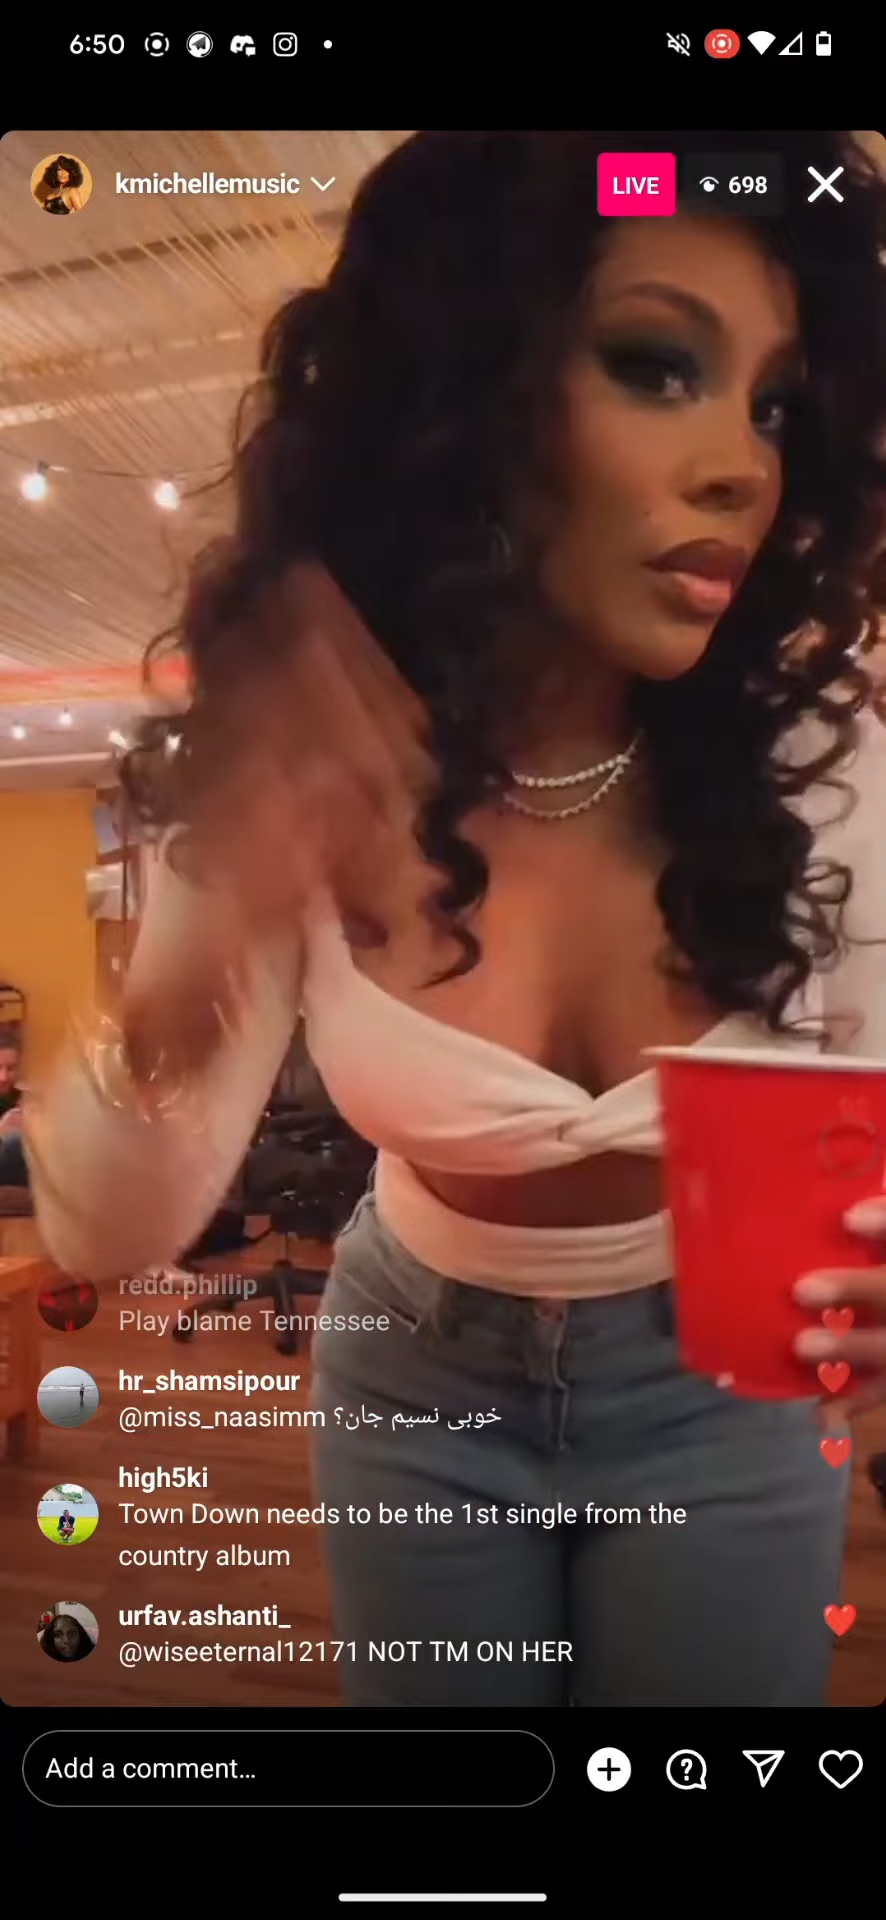 6:50
kmichellemusic
LIVE
698
redd.phillip
Play blame Tennessee
hr_shamsipour
@miss_naasimm خوبی نسیم جان؟
high5ki
Town Down needs to be the 1st single from the
country album
urfav.ashanti_
@wiseeternal12171 NOT TM ON HER
Add a comment...